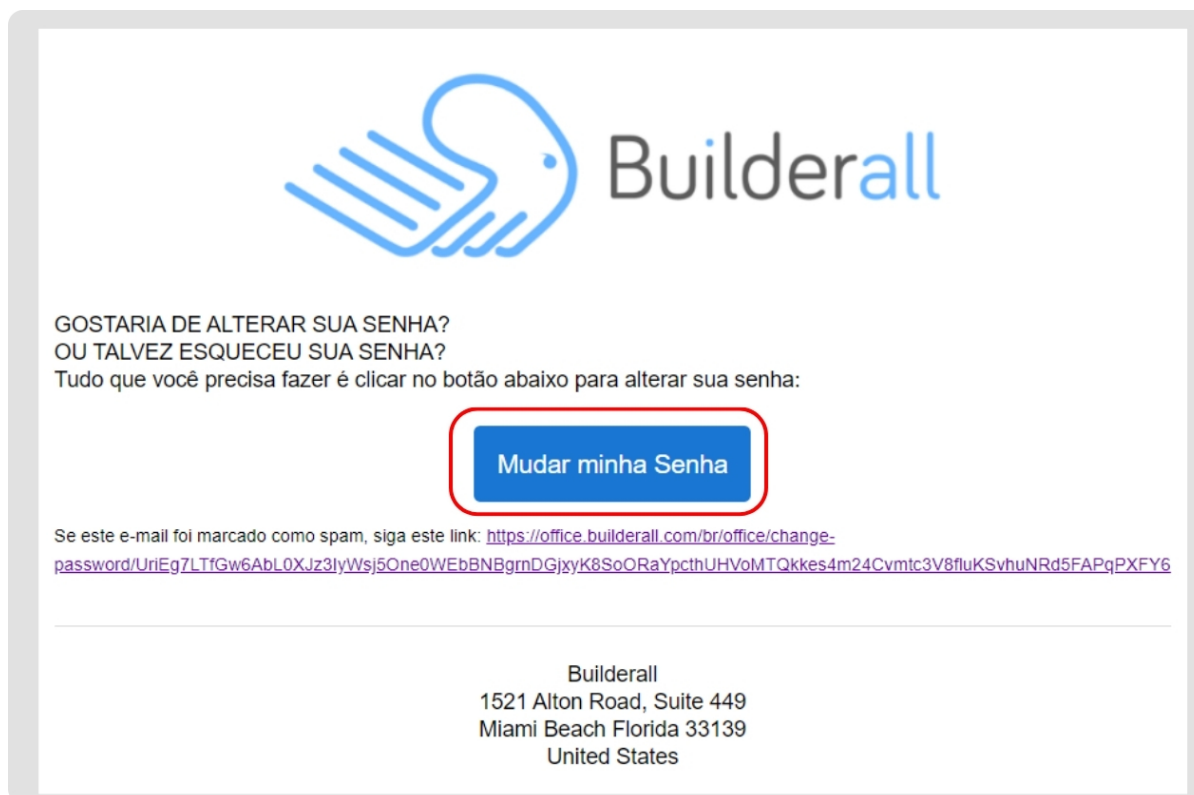 Builderall
GOSTARIA DE ALTERAR SUA SENHA?
OU TALVEZ ESQUECEU SUA SENHA?
Tudo que você precisa fazer é clicar no botão abaixo para alterar sua senha:
Mudar minha Senha
Se este e-mail foi marcado como spam, siga este link: https://office.builderall.com/br/office/change-
password/UriEg7LTfGw6AbL0XJz3IyWsj5One0WEbBNBgrnDGjxyK8SoORaYpcthUHVoMTQkkes4m24Cvmtc3V8fluKSvhuNRd5FAPqPXFY6
Builderall
1521 Alton Road, Suite 449
Miami Beach Florida 33139
United States